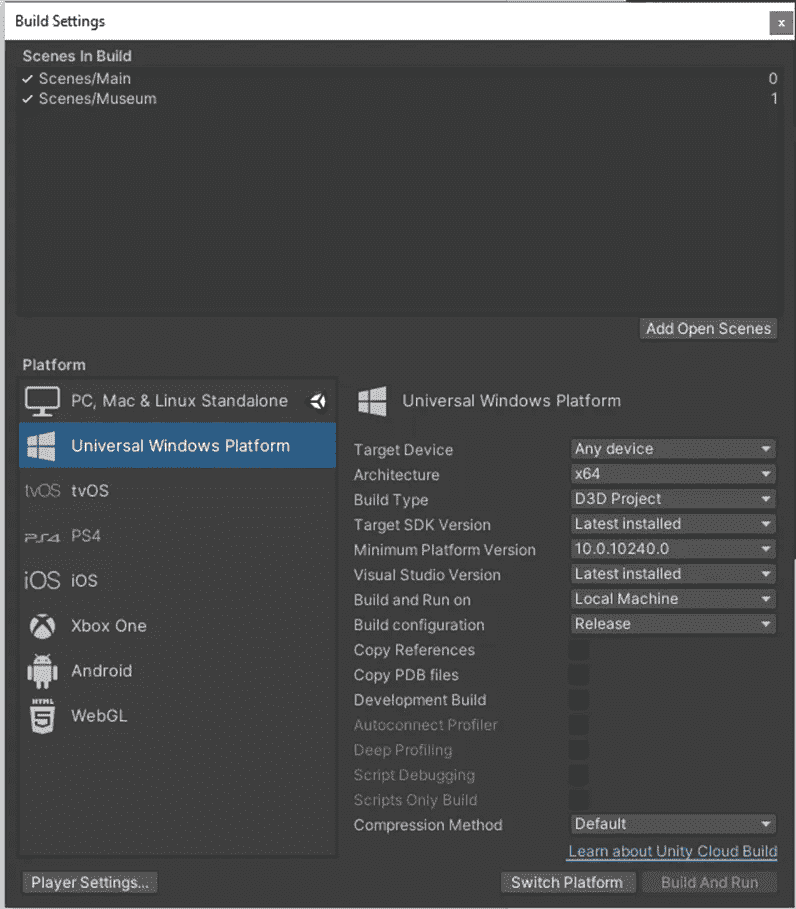 Build Settings
x
Scenes In Build
Scenes/Main 0
Scenes/Museum 1
Add Open Scenes
Platform
PC, Mac & Linux Standalone
Universal Windows Platform
tvOS tvOS
PS4 PS4
iOS iOS
Xbox One
Android
HTML 5 WebGL
Universal Windows Platform
Target Device Any device
Architecture x64
Build Type D3D Project
Target SDK Version Latest installed
Minimum Platform Version 10.0.10240.0
Visual Studio Version Latest installed
Build and Run on Local Machine
Build configuration Release
Copy References
Copy PDB files
Development Build
Autoconnect Profiler
Deep Profiling
Script Debugging
Scripts Only Build
Compression Method Default
Learn about Unity Cloud Build
Player Settings...
Switch Platform
Build And Run